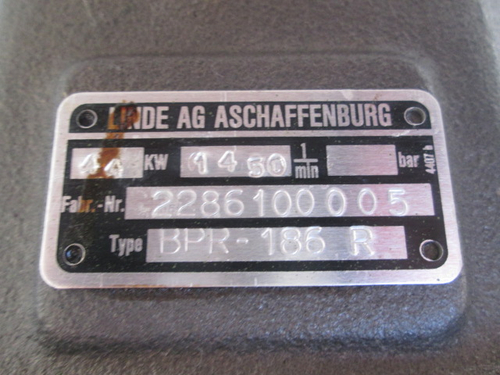 LINDE AG ASCHAFFENBURG
44 KW 1450 1/min bar
Fabr.-Nr. 2286100005
Type BPR-186 R